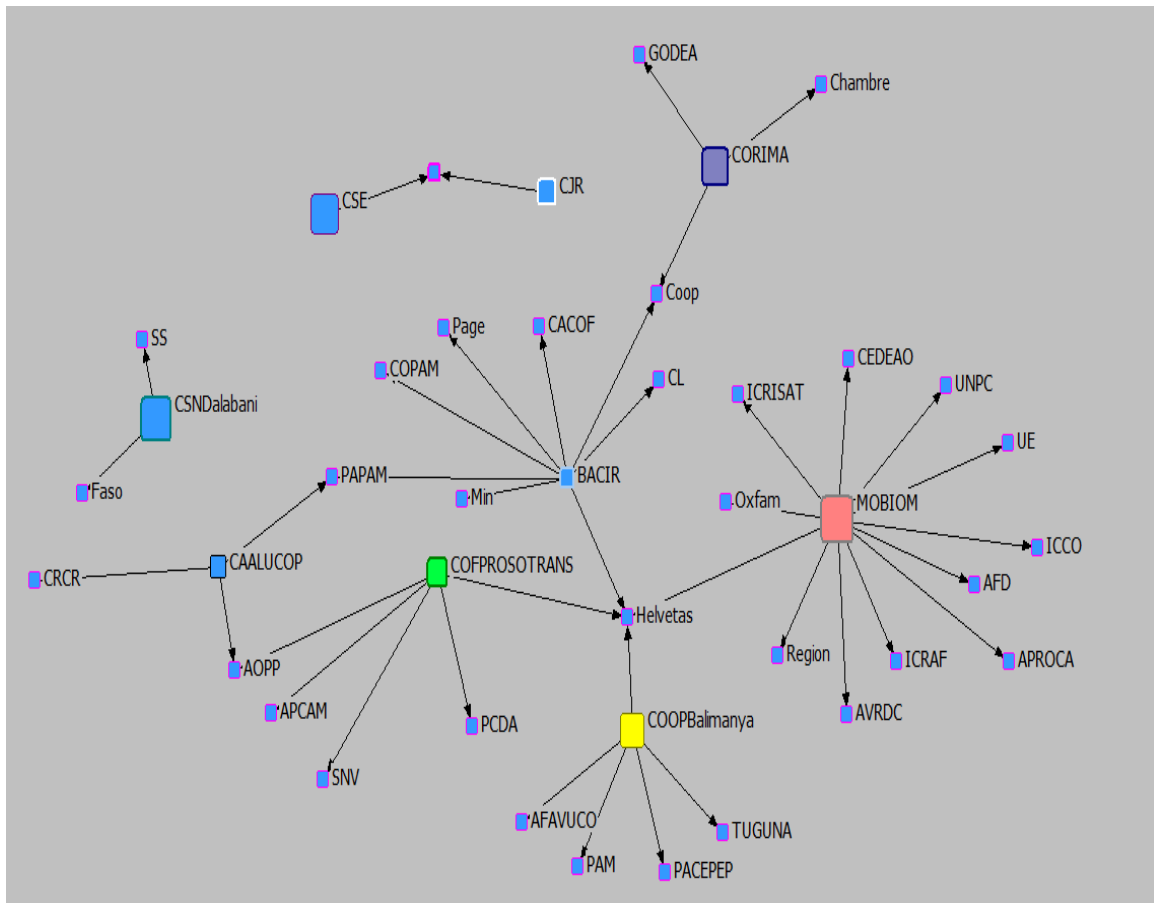 GODEA
Chambre
CORIMA
CJR
CSE
Coop
Page
CACOF
SS
CEDEAO
COPAM
CL
UNPC
ICRISAT
CSNDalabani
UE
PAPAM
BACIR
Faso
Min
Oxfam
MOBIOM
ICCO
CAALUCOP
COFPROSOTRANS
CRCR
AFD
Helvetas
Region
ICRAF
APROCA
AOPP
APCAM
AVRDC
PCDA
COOPBalimanya
SNV
AFAVUCO
TUGUNA
PAM
PACEPEP